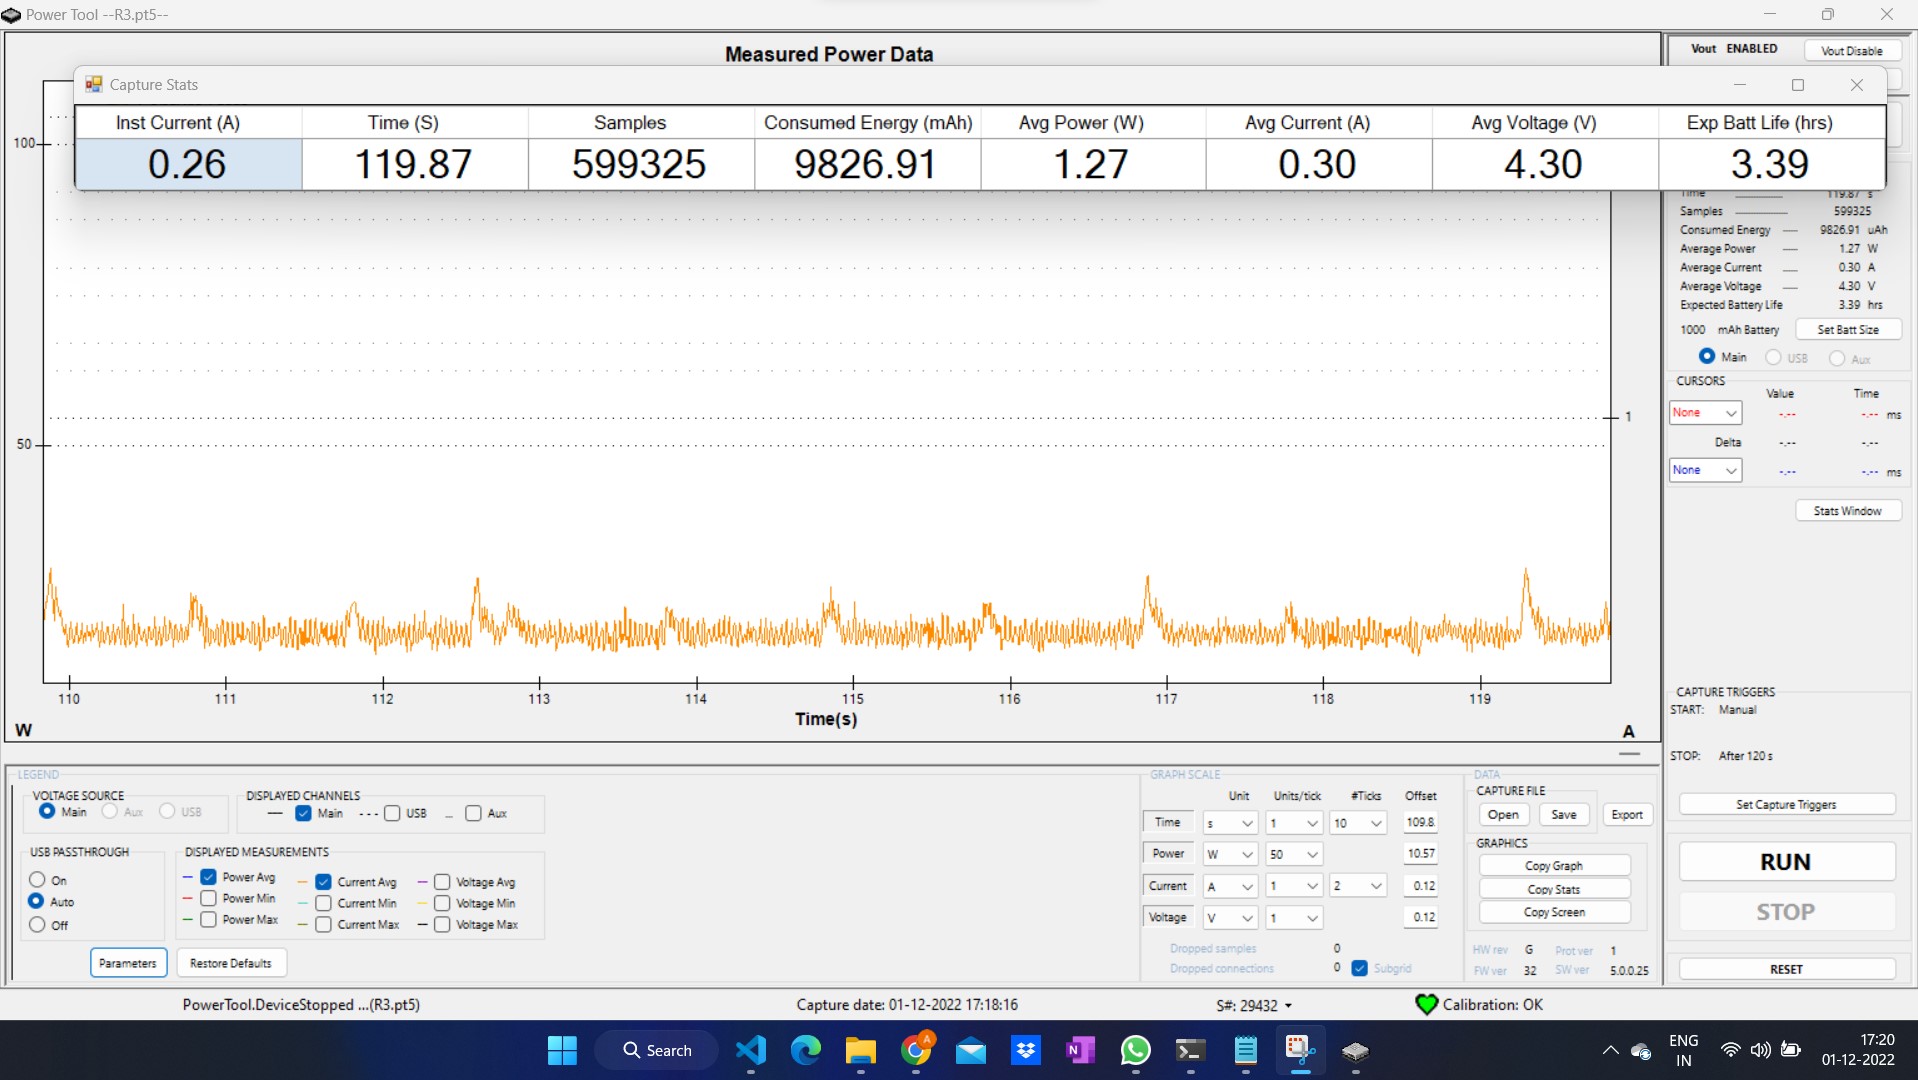 Power Tool --R3.pt5--
Measured Power Data
Capture Stats
Inst Current (A) Time (S) Samples Consumed Energy (mAh) Avg Power (W) Avg Current (A) Avg Voltage (V) Exp Batt Life (hrs)
0.26 119.87 599325 9826.91 1.27 0.30 4.30 3.39
100
50
1
110 111 112 113 114 115 116 117 118 119
Time(s)
W A
Vout ENABLED Vout Disable
Time 119.87 s
Samples 599325
Consumed Energy 9826.91 uAh
Average Power 1.27 W
Average Current 0.30 A
Average Voltage 4.30 V
Expected Battery Life 3.39 hrs
1000 mAh Battery Set Batt Size
Main USB Aux
CURSORS
Value Time
None -.-- -.-- ms
Delta -.-- -.--
None -.-- -.-- ms
Stats Window
CAPTURE TRIGGERS
START: Manual
STOP: After 120 s
Set Capture Triggers
RUN
STOP
RESET
LEGEND
VOLTAGE SOURCE
Main Aux USB
DISPLAYED CHANNELS
Main USB Aux
USB PASSTHROUGH
On
Auto
Off
DISPLAYED MEASUREMENTS
Power Avg Current Avg Voltage Avg
Power Min Current Min Voltage Min
Power Max Current Max Voltage Max
Parameters Restore Defaults
GRAPH SCALE
Unit Units/tick #Ticks Offset
Time s 1 10 109.8
Power W 50 10.57
Current A 1 2 0.12
Voltage V 1 0.12
Dropped samples 0
Dropped connections 0 Subgrid
DATA
CAPTURE FILE
Open Save Export
GRAPHICS
Copy Graph
Copy Stats
Copy Screen
HW rev G Prot ver 1
FW ver 32 SW ver 5.0.0.25
PowerTool.DeviceStopped ...(R3.pt5) Capture date: 01-12-2022 17:18:16 S#: 29432 Calibration: OK
Search
A
N
ENG
IN
17:20
01-12-2022